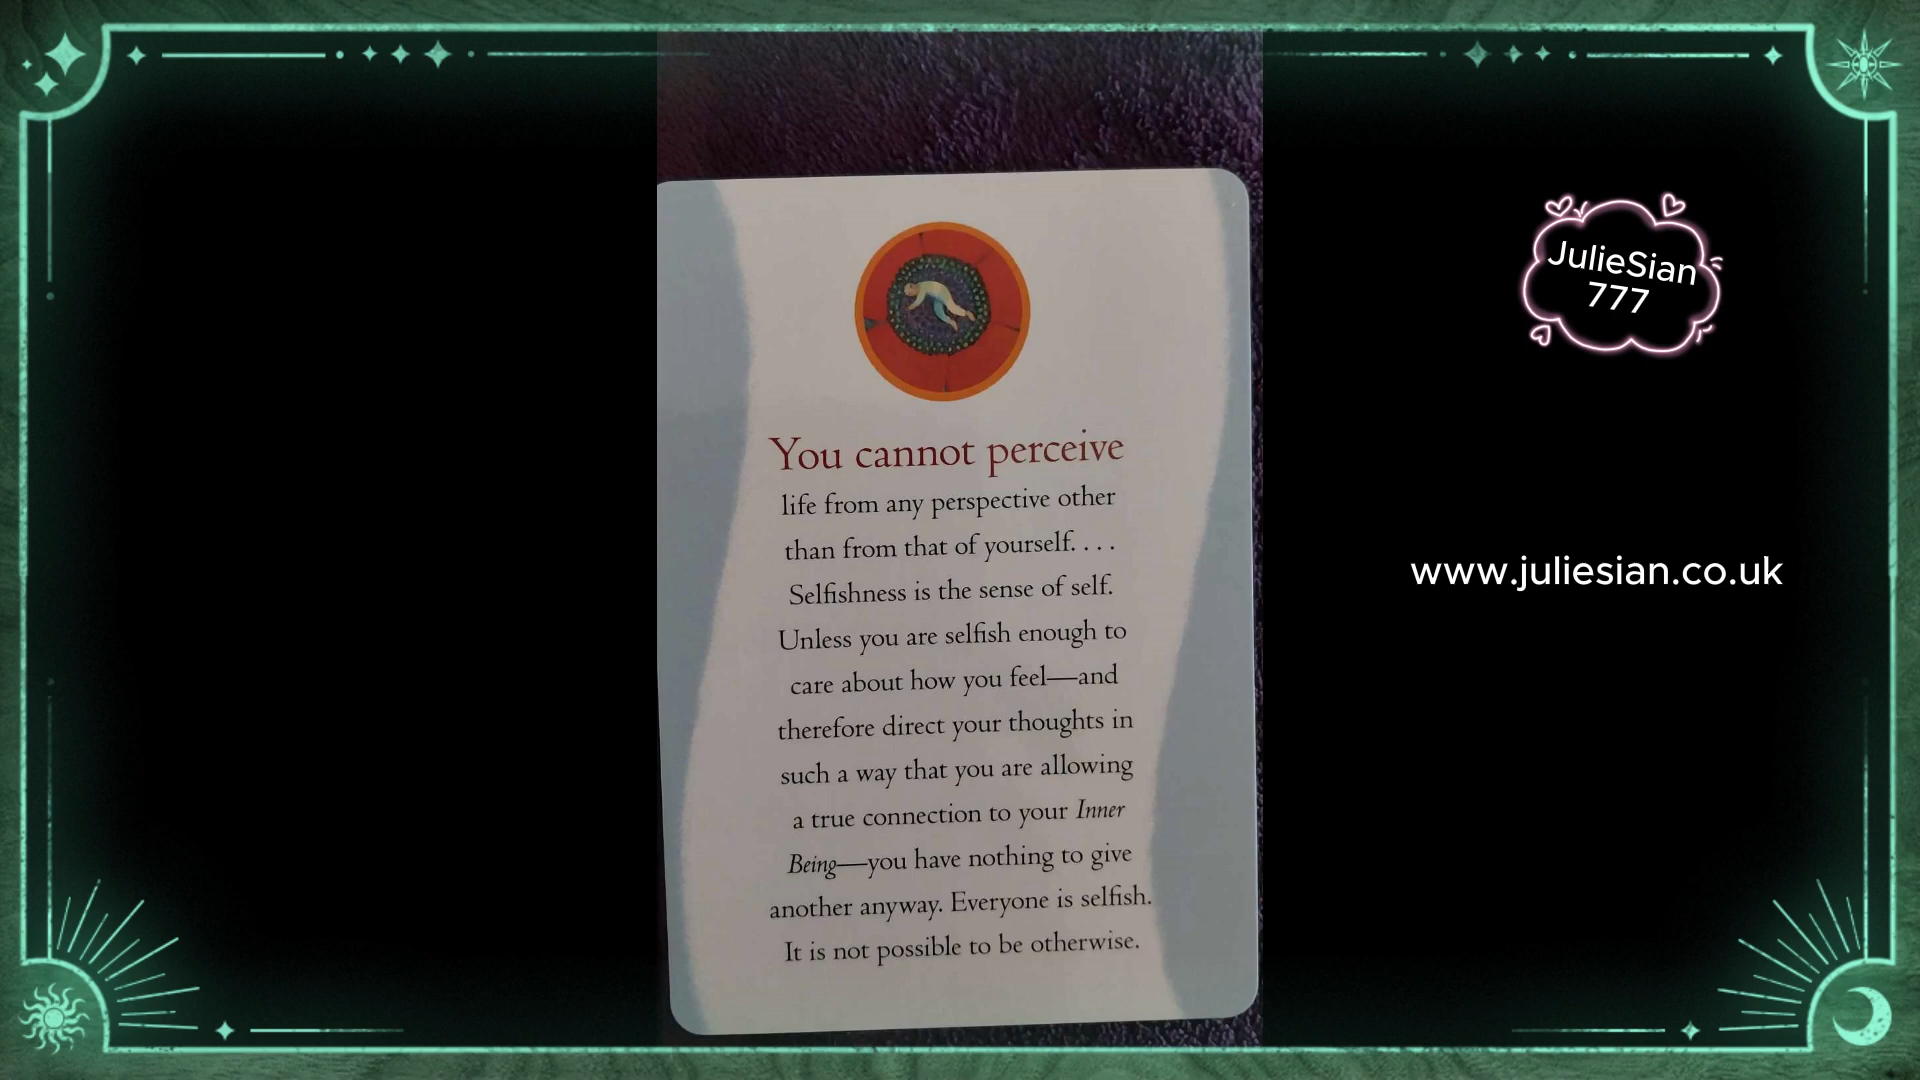 You cannot perceive
life from any perspective other
than from that of yourself. . . .
Selfishness is the sense of self.
Unless you are selfish enough to
care about how you feel—and
therefore direct your thoughts in
such a way that you are allowing
a true connection to your Inner
Being—you have nothing to give
another anyway. Everyone is selfish.
It is not possible to be otherwise.
JulieSian
777
www.juliesian.co.uk